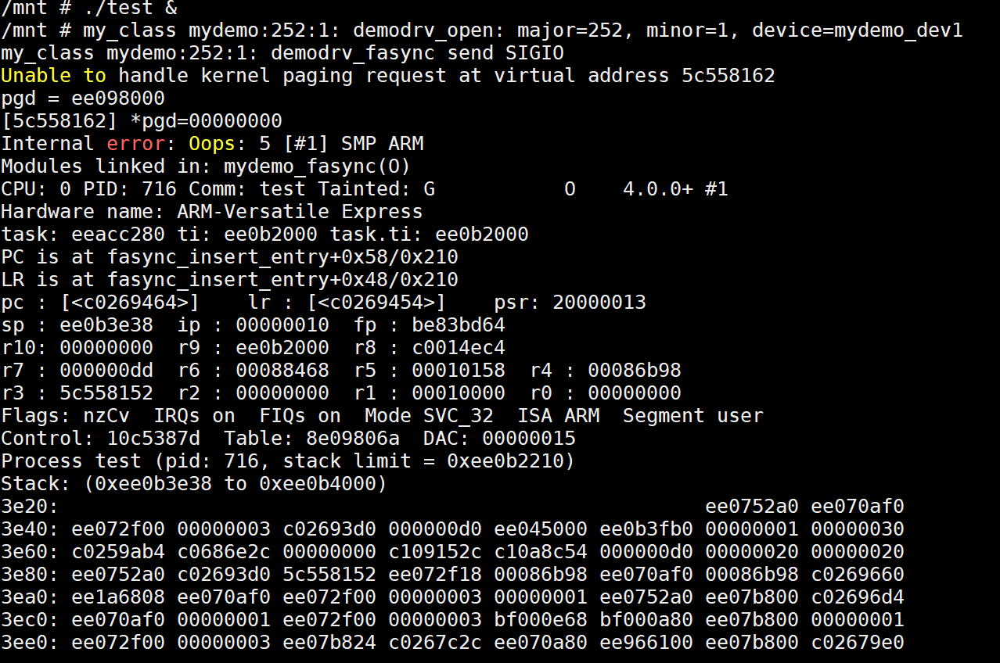 /mnt # ./test &
/mnt # my_class mydemo:252:1: demodrv_open: major=252, minor=1, device=mydemo_dev1
my_class mydemo:252:1: demodrv_fasync send SIGIO
Unable to handle kernel paging request at virtual address 5c558162
pgd = ee098000
[5c558162] *pgd=00000000
Internal error: Oops: 5 [#1] SMP ARM
Modules linked in: mydemo_fasync(O)
CPU: 0 PID: 716 Comm: test Tainted: G           O    4.0.0+ #1
Hardware name: ARM-Versatile Express
task: eeacc280 ti: ee0b2000 task.ti: ee0b2000
PC is at fasync_insert_entry+0x58/0x210
LR is at fasync_insert_entry+0x48/0x210
pc : [<c0269464>]    lr : [<c0269454>]    psr: 20000013
sp : ee0b3e38  ip : 00000010  fp : be83bd64
r10: 00000000  r9 : ee0b2000  r8 : c0014ec4
r7 : 000000dd  r6 : 00088468  r5 : 00010158  r4 : 00086b98
r3 : 5c558152  r2 : 00000000  r1 : 00010000  r0 : 00000000
Flags: nzCv  IRQs on  FIQs on  Mode SVC_32  ISA ARM  Segment user
Control: 10c5387d  Table: 8e09806a  DAC: 00000015
Process test (pid: 716, stack limit = 0xee0b2210)
Stack: (0xee0b3e38 to 0xee0b4000)
3e20:                                                       ee0752a0 ee070af0
3e40: ee072f00 00000003 c02693d0 000000d0 ee045000 ee0b3fb0 00000001 00000030
3e60: c0259ab4 c0686e2c 00000000 c109152c c10a8c54 000000d0 00000020 00000020
3e80: ee0752a0 c02693d0 5c558152 ee072f18 00086b98 ee070af0 00086b98 c0269660
3ea0: ee1a6808 ee070af0 ee072f00 00000003 00000001 ee0752a0 ee07b800 c02696d4
3ec0: ee070af0 00000001 ee072f00 00000003 bf000e68 bf000a80 ee07b800 00000001
3ee0: ee072f00 00000003 ee07b824 c0267c2c ee070a80 ee966100 ee07b800 c02679e0